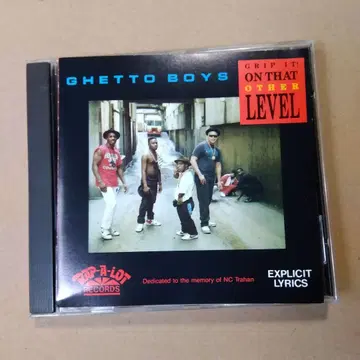 GHETTO BOYS
GRIP IT!
ON THAT
OTHER
LEVEL
RAP-A-LOT
RECORDS
Dedicated to the memory of NC Trahan
EXPLICIT
LYRICS